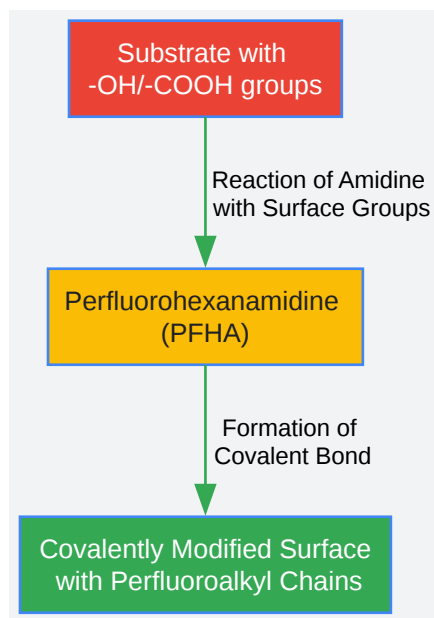 Substrate with
-OH/-COOH groups
Reaction of Amidine
with Surface Groups
Perfluorohexanamidine
(PFHA)
Formation of
Covalent Bond
Covalently Modified Surface
with Perfluoroalkyl Chains